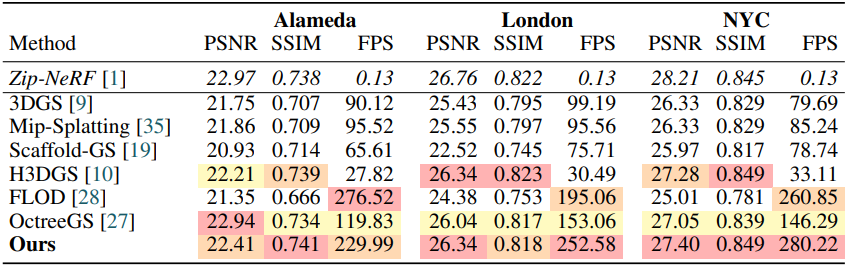 Alameda London NYC
Method PSNR SSIM FPS PSNR SSIM FPS PSNR SSIM FPS
Zip-NeRF [1] 22.97 0.738 0.13 26.76 0.822 0.13 28.21 0.845 0.13
3DGS [9] 21.75 0.707 90.12 25.43 0.795 99.19 26.33 0.829 79.69
Mip-Splatting [35] 21.86 0.709 95.52 25.55 0.797 95.56 26.33 0.829 85.24
Scaffold-GS [19] 20.93 0.714 65.61 22.52 0.745 75.71 25.97 0.817 78.74
H3DGS [10] 22.21 0.739 27.82 26.34 0.823 30.49 27.28 0.849 33.11
FLOD [28] 21.35 0.666 276.52 24.38 0.753 195.06 25.01 0.781 260.85
OctreeGS [27] 22.94 0.734 119.83 26.04 0.817 153.06 27.05 0.839 146.29
Ours 22.41 0.741 229.99 26.34 0.818 252.58 27.40 0.849 280.22